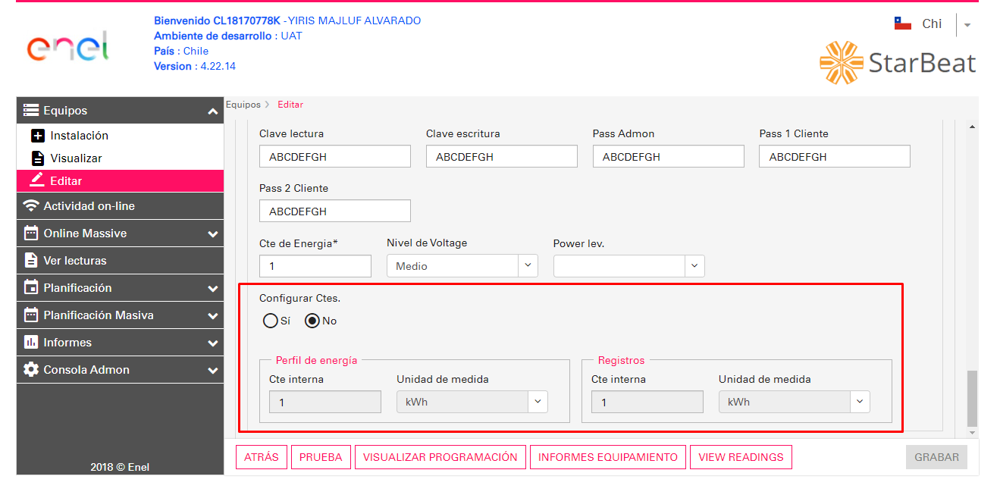 enel
Bienvenido CL18170778K - YIRIS MAJLUF ALVARADO
Ambiente de desarrollo : UAT
País : Chile
Version : 4.22.14
Chi
StarBeat
Equipos
Instalación
Visualizar
Editar
Actividad on-line
Online Massive
Ver lecturas
Planificación
Planificación Masiva
Informes
Consola Admon
2018 © Enel
Equipos > Editar
Clave lectura Clave escritura Pass Admon Pass 1 Cliente
ABCDEFGH ABCDEFGH ABCDEFGH ABCDEFGH
Pass 2 Cliente
ABCDEFGH
Cte de Energia* Nivel de Voltage Power lev.
1 Medio
Configurar Ctes.
Sí No
Perfil de energía Registros
Cte interna Unidad de medida Cte interna Unidad de medida
1 kWh 1 kWh
ATRÁS PRUEBA VISUALIZAR PROGRAMACIÓN INFORMES EQUIPAMIENTO VIEW READINGS GRABAR